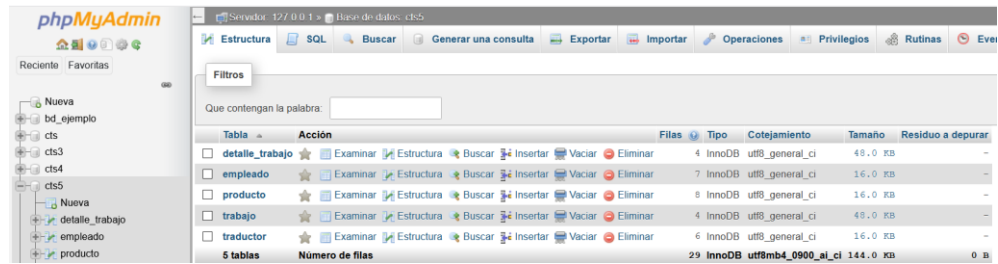 phpMyAdmin
Reciente Favoritas
Nueva
bd_ejemplo
cts
cts3
cts4
cts5
Nueva
detalle_trabajo
empleado
producto
Servidor: 127.0.0.1 » Base de datos: cts5
Estructura SQL Buscar Generar una consulta Exportar Importar Operaciones Privilegios Rutinas Ever
Filtros
Que contengan la palabra:
Tabla Acción Filas Tipo Cotejamiento Tamaño Residuo a depurar
detalle_trabajo Examinar Estructura Buscar Insertar Vaciar Eliminar 4 InnoDB utf8_general_ci 48.0 KB -
empleado Examinar Estructura Buscar Insertar Vaciar Eliminar 7 InnoDB utf8_general_ci 16.0 KB -
producto Examinar Estructura Buscar Insertar Vaciar Eliminar 8 InnoDB utf8_general_ci 16.0 KB -
trabajo Examinar Estructura Buscar Insertar Vaciar Eliminar 4 InnoDB utf8_general_ci 48.0 KB -
traductor Examinar Estructura Buscar Insertar Vaciar Eliminar 6 InnoDB utf8_general_ci 16.0 KB -
5 tablas Número de filas 29 InnoDB utf8mb4_0900_ai_ci 144.0 KB 0 B